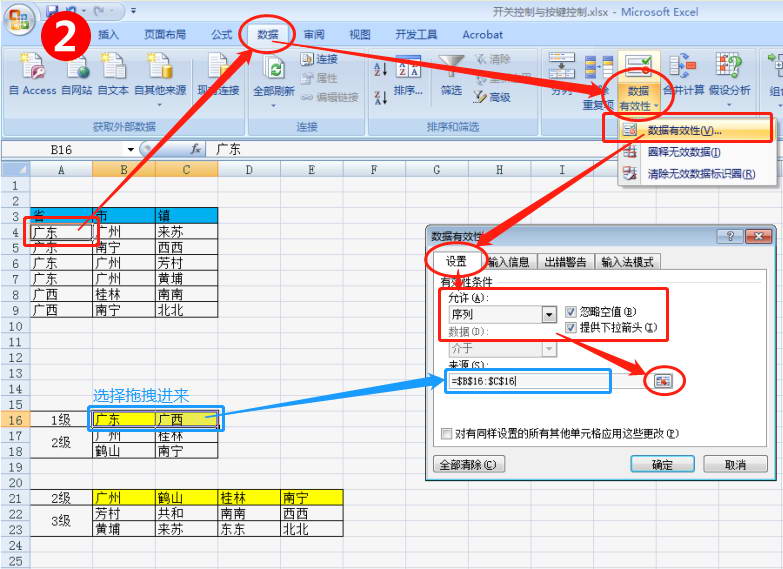 开关控制与按键控制.xlsx - Microsoft Excel
2
插入 页面布局 公式 数据 审阅 视图 开发工具 Acrobat
自 Access 自网站 自文本 自其他来源 现有连接
获取外部数据
全部刷新
连接
属性
编辑链接
连接
排序...
筛选
清除
高级
排序和筛选
分列
重复项
数据
有效性
合并计算 假设分析
数据有效性(V)...
圈释无效数据(I)
清除无效数据标识圈(R)
B16
fx 广东
A B C D E F G H I
1
2
3 省 市 镇
4 广东 广州 来苏
5 广东 南宁 西西
6 广东 广州 芳村
7 广东 广州 黄埔
8 广西 桂林 南南
9 广西 南宁 北北
10
11
12
13
14
选择拖拽进来
15
16 1级 广东 广西
17 2级 广州 桂林
18 鹤山 南宁
19
20
21 2级 广州 鹤山 桂林 南宁
22 3级 芳村 共和 南南 西西
23 黄埔 来苏 东东 北北
24
25
数据有效性
设置 输入信息 出错警告 输入法模式
有效性条件
允许(A):
序列 忽略空值(B)
数据(D): 提供下拉箭头(I)
介于
来源(S):
=$B$16:$C$16
对有同样设置的所有其他单元格应用这些更改(P)
全部清除(C) 确定 取消